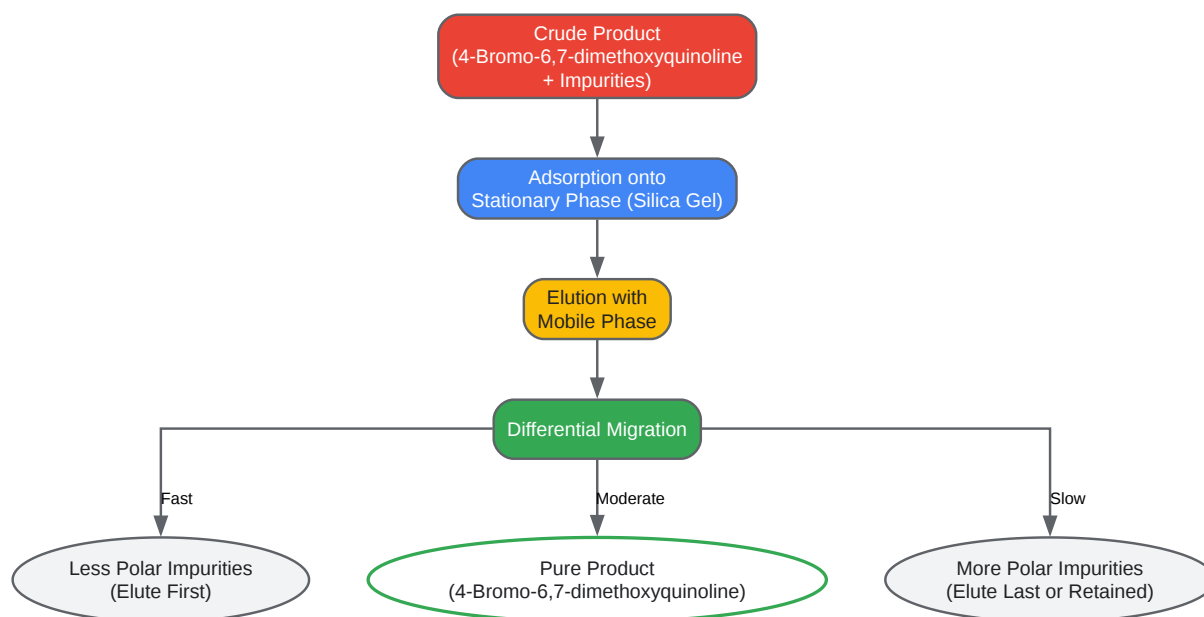 Crude Product
(4-Bromo-6,7-dimethoxyquinoline
+ Impurities)
Adsorption onto
Stationary Phase (Silica Gel)
Elution with
Mobile Phase
Differential Migration
Fast
Moderate
Slow
Less Polar Impurities
(Elute First)
Pure Product
(4-Bromo-6,7-dimethoxyquinoline)
More Polar Impurities
(Elute Last or Retained)